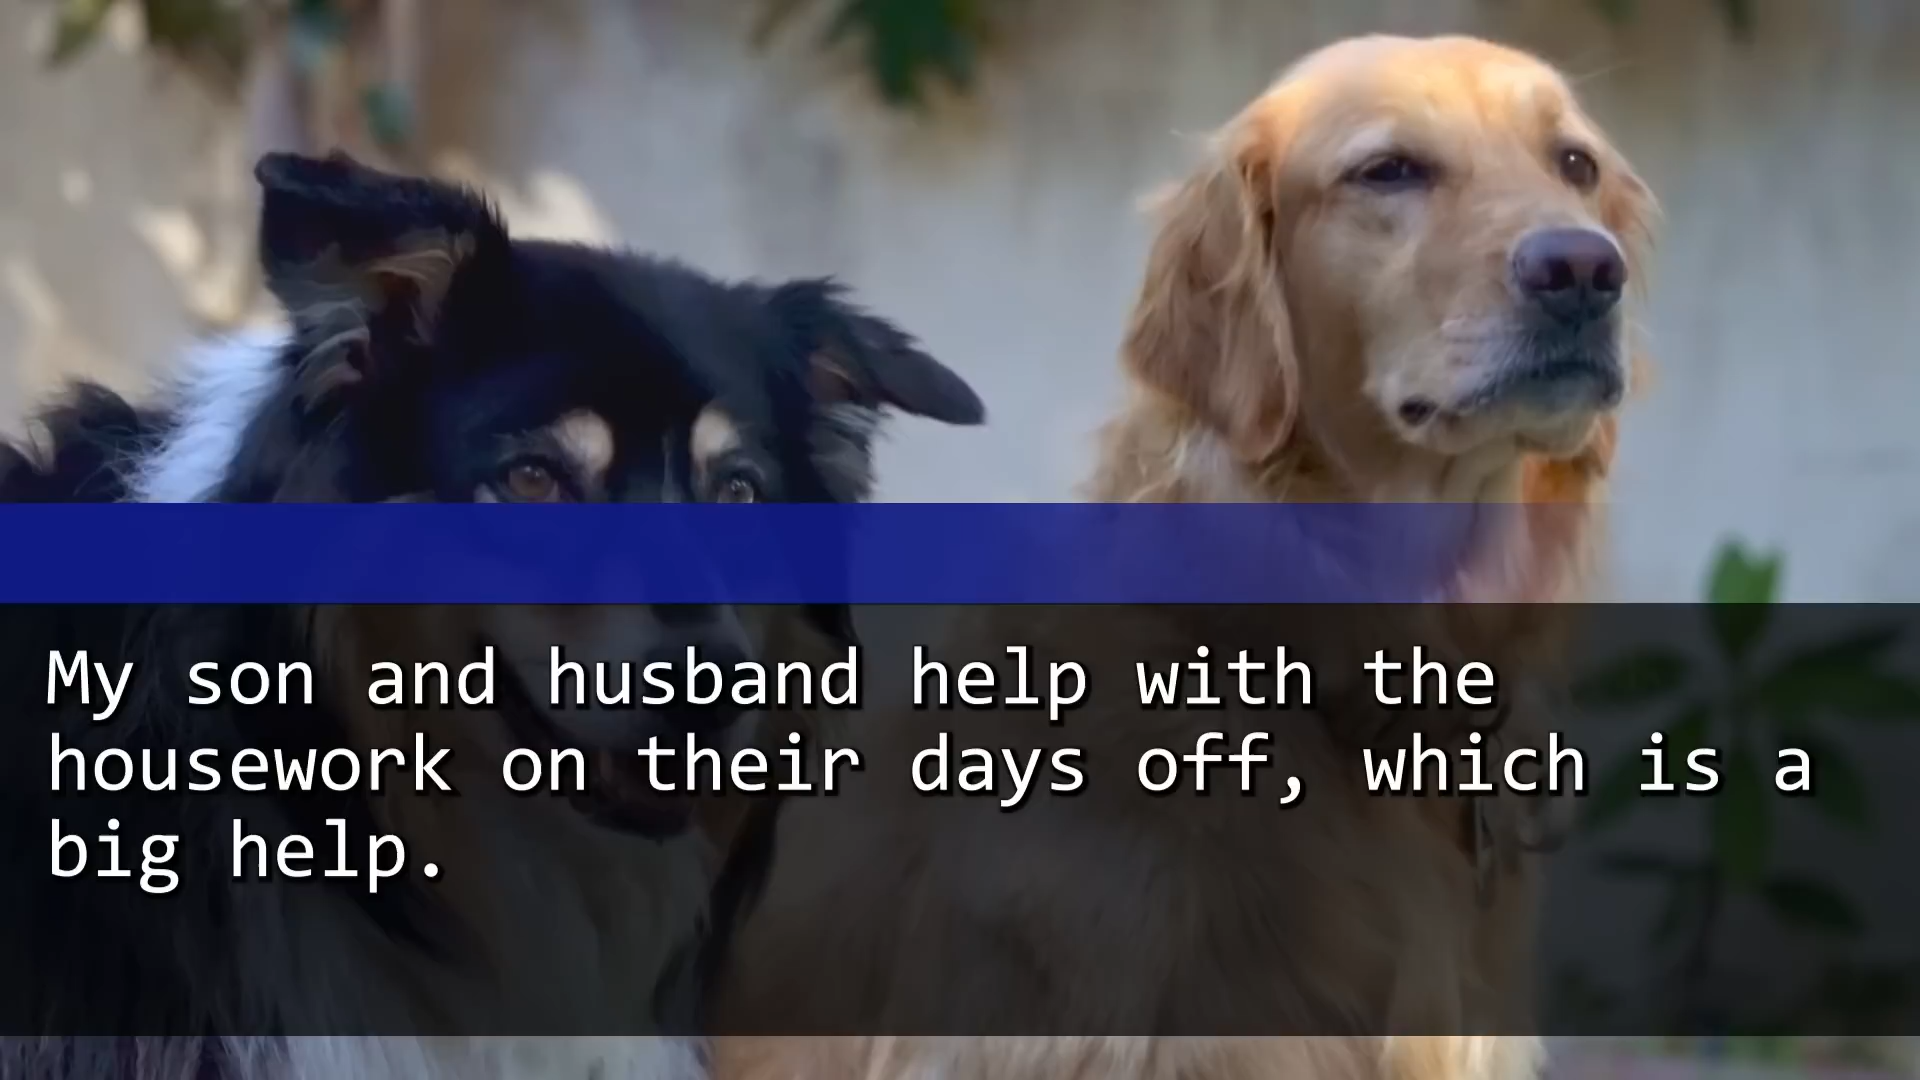 My son and husband help with the
housework on their days off, which is a
big help.